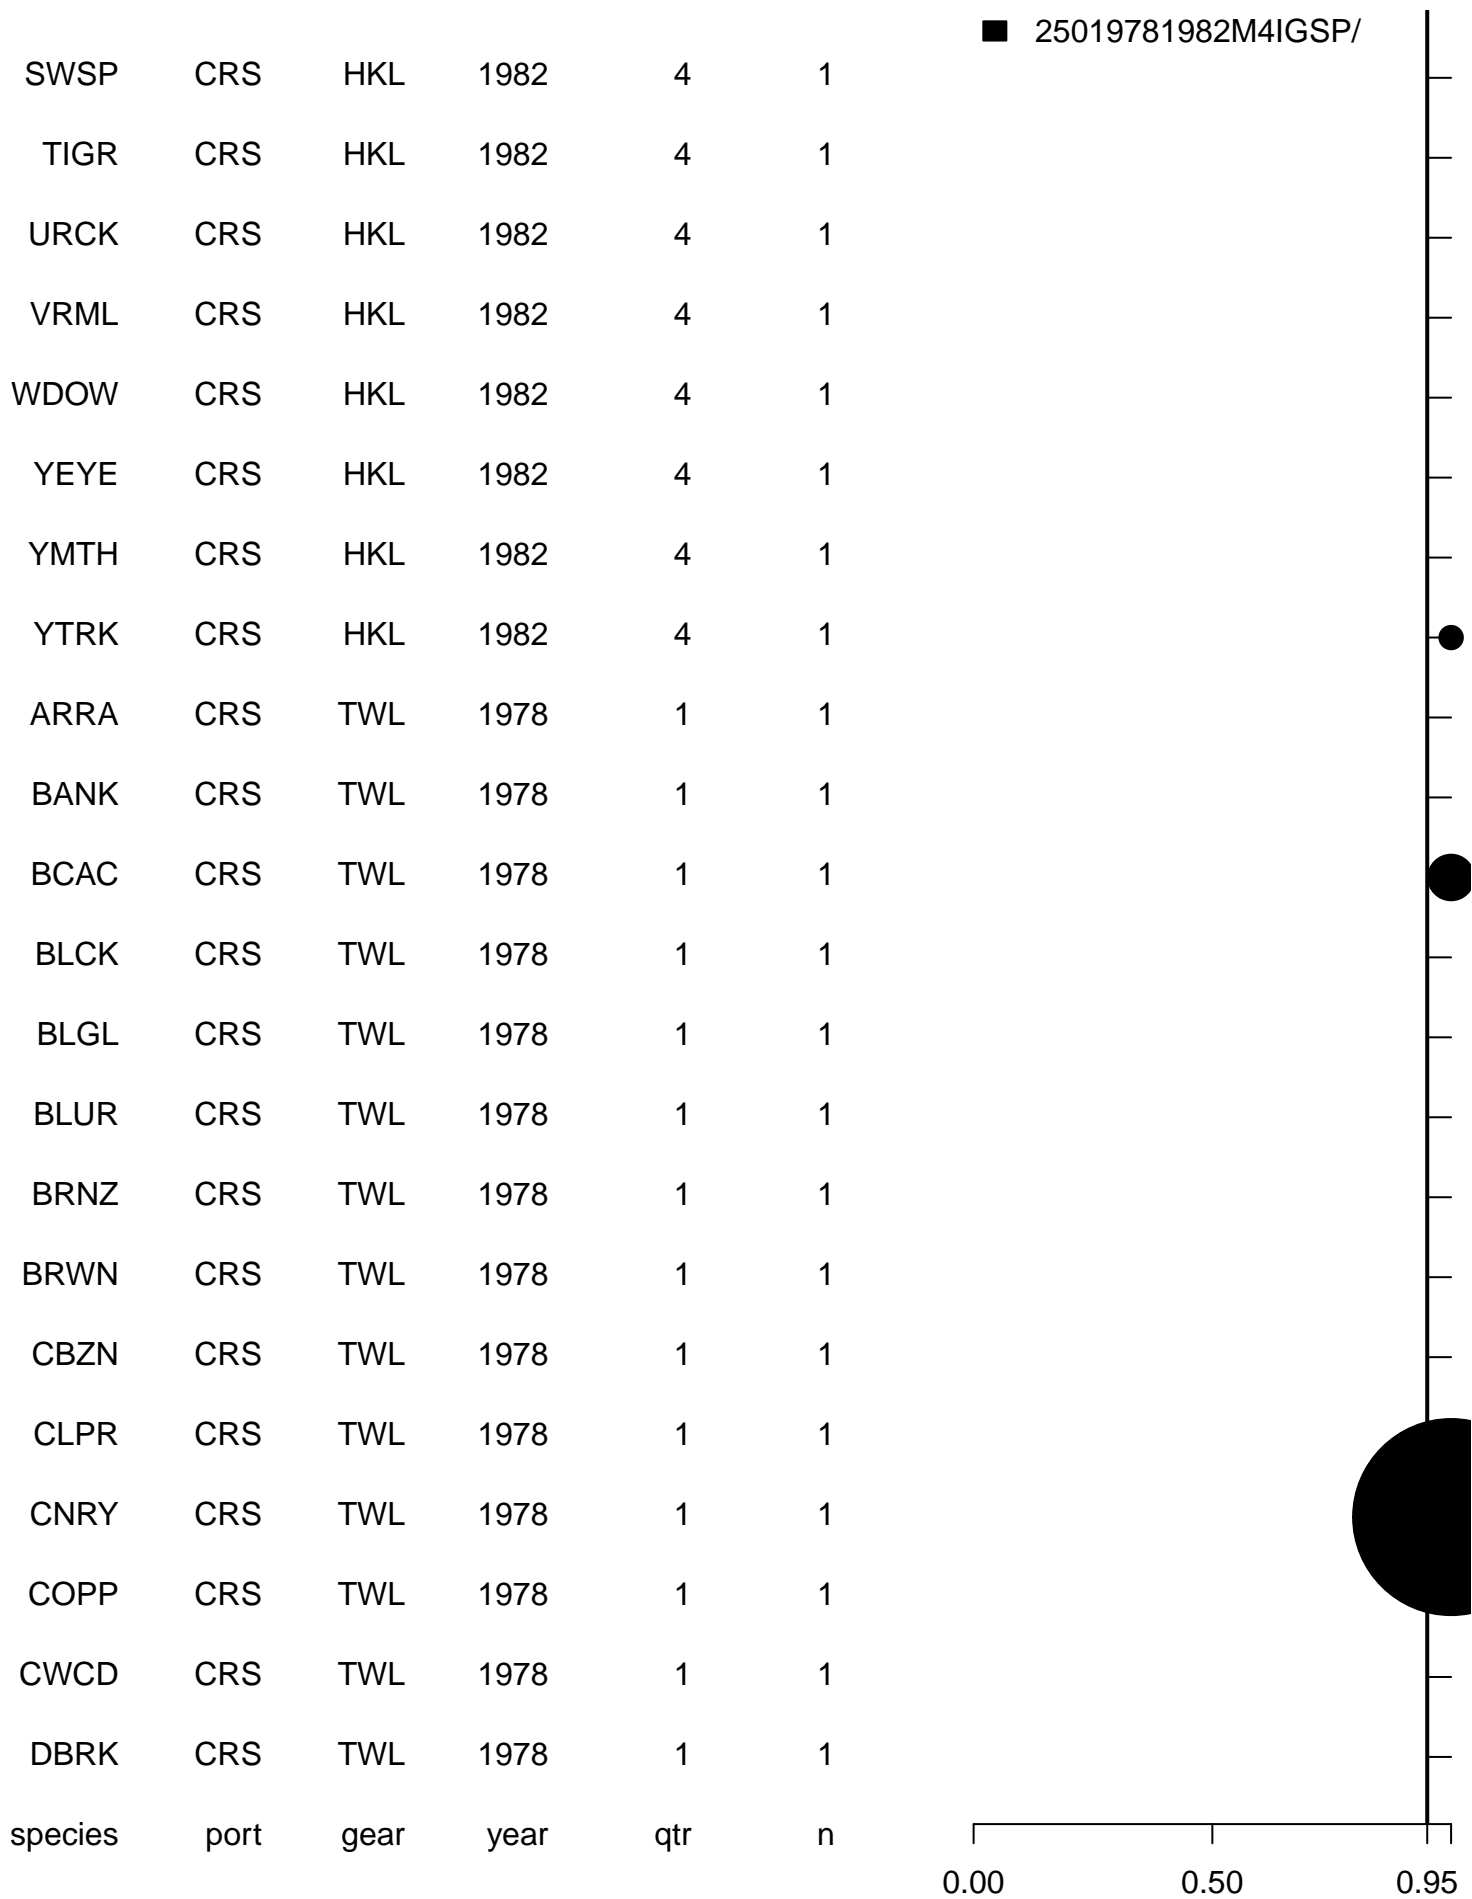 25019781982M4IGSP/
SWSP CRS HKL 1982 4 1
TIGR CRS HKL 1982 4 1
URCK CRS HKL 1982 4 1
VRML CRS HKL 1982 4 1
WDOW CRS HKL 1982 4 1
YEYE CRS HKL 1982 4 1
YMTH CRS HKL 1982 4 1
YTRK CRS HKL 1982 4 1
ARRA CRS TWL 1978 1 1
BANK CRS TWL 1978 1 1
BCAC CRS TWL 1978 1 1
BLCK CRS TWL 1978 1 1
BLGL CRS TWL 1978 1 1
BLUR CRS TWL 1978 1 1
BRNZ CRS TWL 1978 1 1
BRWN CRS TWL 1978 1 1
CBZN CRS TWL 1978 1 1
CLPR CRS TWL 1978 1 1
CNRY CRS TWL 1978 1 1
COPP CRS TWL 1978 1 1
CWCD CRS TWL 1978 1 1
DBRK CRS TWL 1978 1 1
species port gear year qtr n
0.00 0.50 0.95